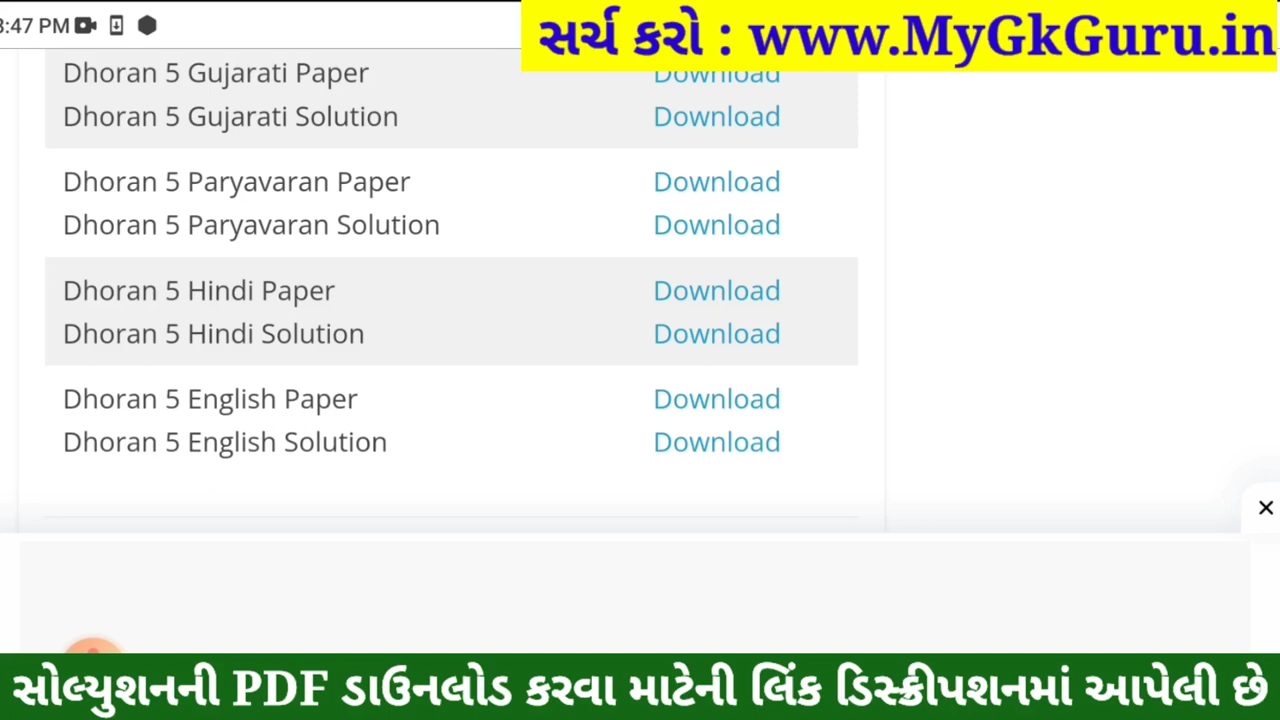 3:47 PM
સર્ચ કરો : www.MyGkGuru.in
Dhoran 5 Gujarati Paper Download
Dhoran 5 Gujarati Solution Download
Dhoran 5 Paryavaran Paper Download
Dhoran 5 Paryavaran Solution Download
Dhoran 5 Hindi Paper Download
Dhoran 5 Hindi Solution Download
Dhoran 5 English Paper Download
Dhoran 5 English Solution Download
સોલ્યુશનની PDF ડાઉનલોડ કરવા માટેની લિંક ડિસ્ક્રીપશનમાં આપેલી છે